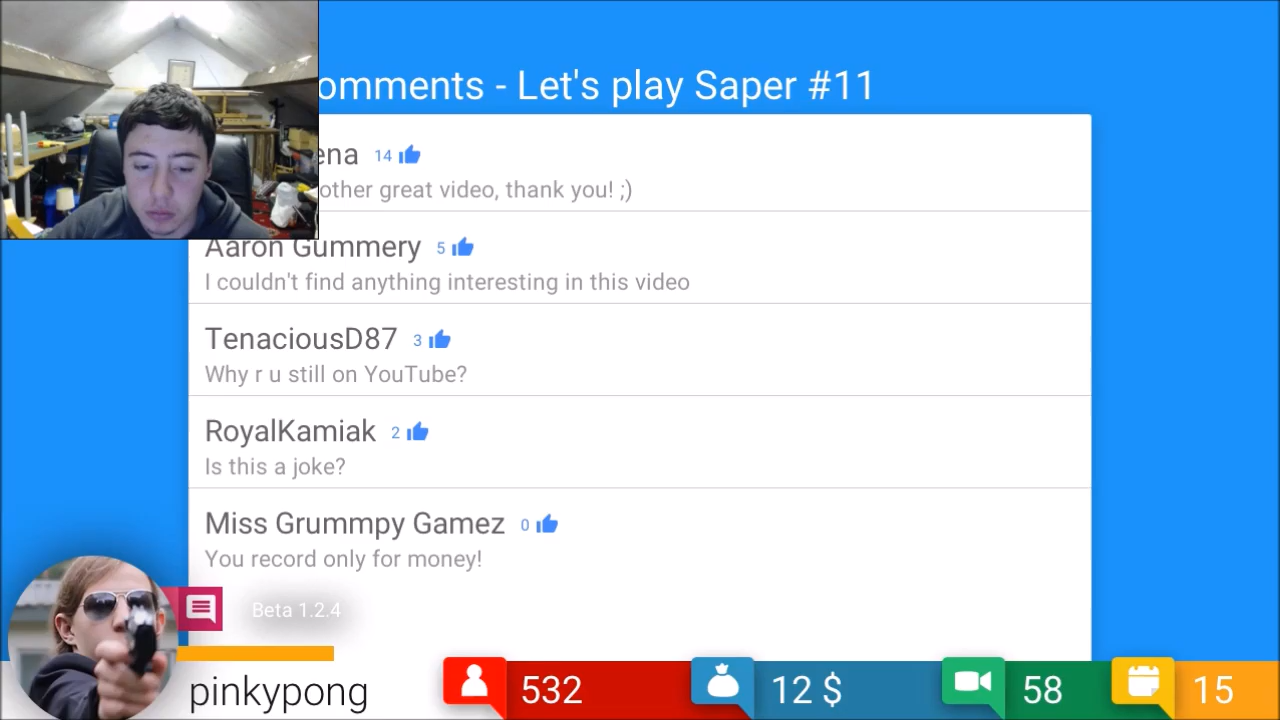 omments - Let's play Saper #11
ena 14
other great video, thank you! ;)
Aaron Gummery 5
I couldn't find anything interesting in this video
TenaciousD87 3
Why r u still on YouTube?
RoyalKamiak 2
Is this a joke?
Miss Grummpy Gamez 0
You record only for money!
Beta 1.2.4
pinkypong
532
12 $
58
15